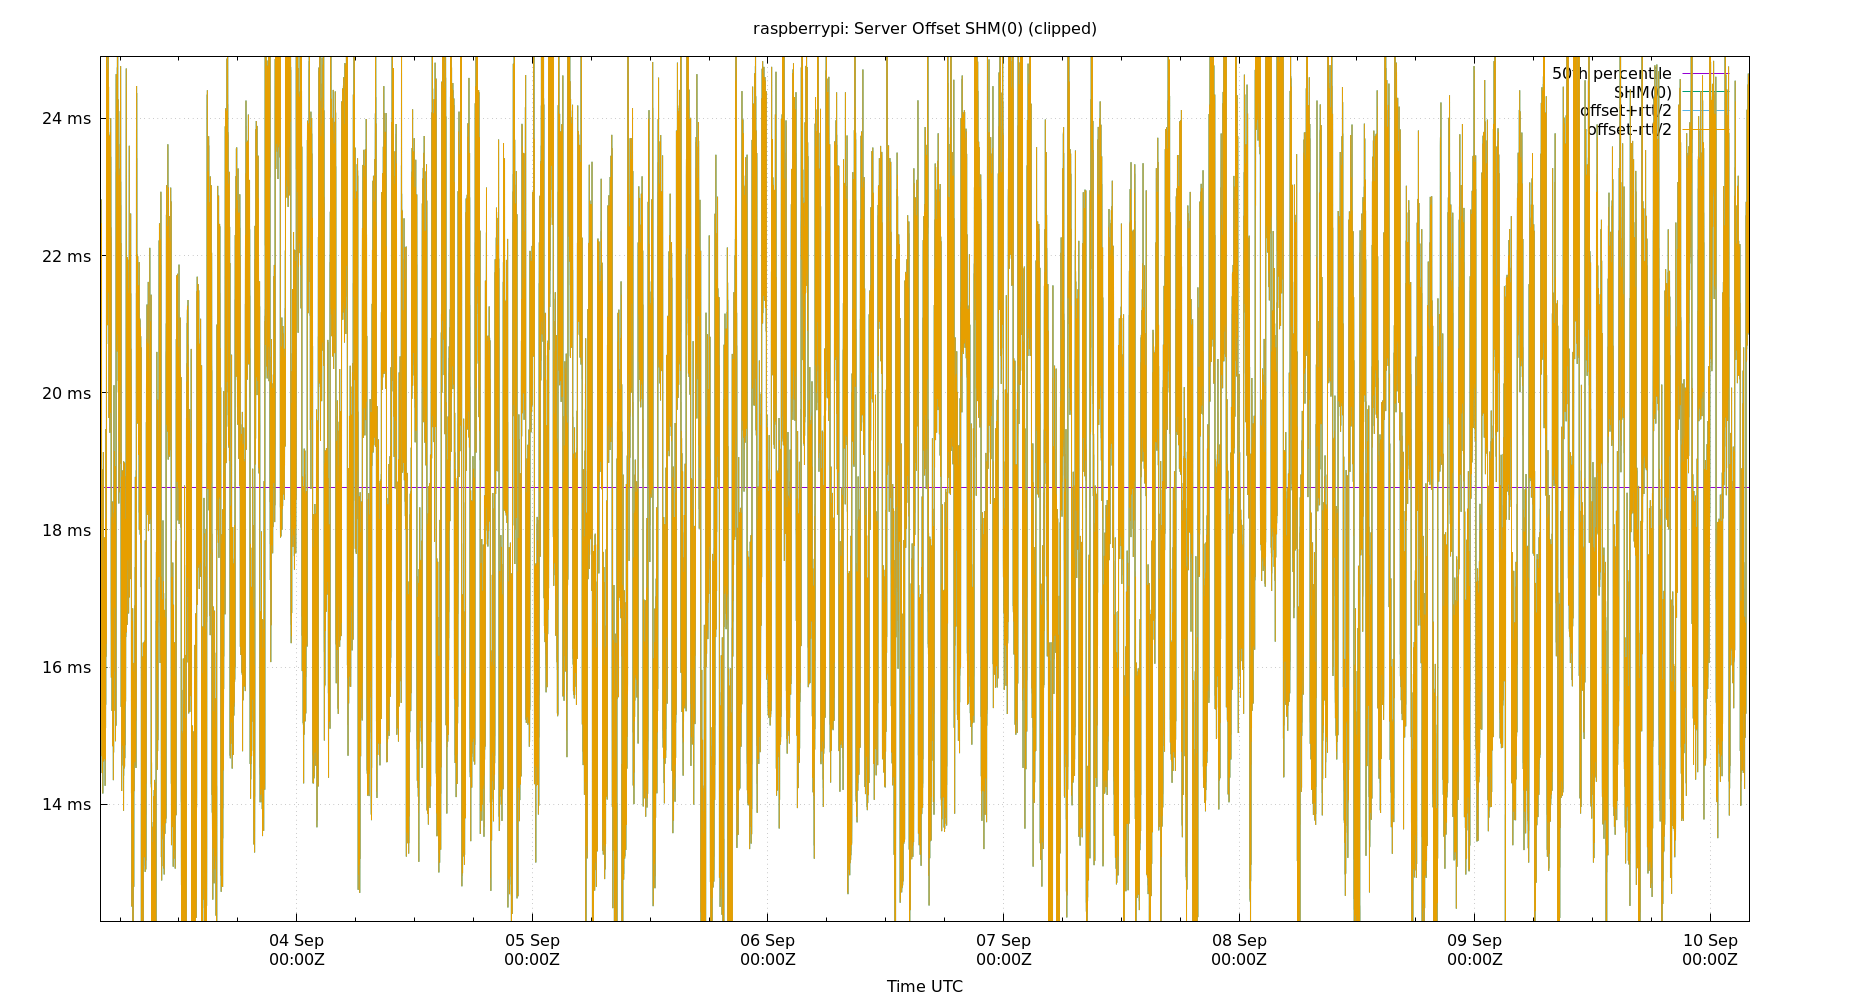 raspberrypi: Server Offset SHM(0) (clipped)
50th percentile
SHM(0)
offset+rtt/2
offset-rtt/2
24 ms
22 ms
20 ms
18 ms
16 ms
14 ms
04 Sep
00:00Z
05 Sep
00:00Z
06 Sep
00:00Z
07 Sep
00:00Z
08 Sep
00:00Z
09 Sep
00:00Z
10 Sep
00:00Z
Time UTC